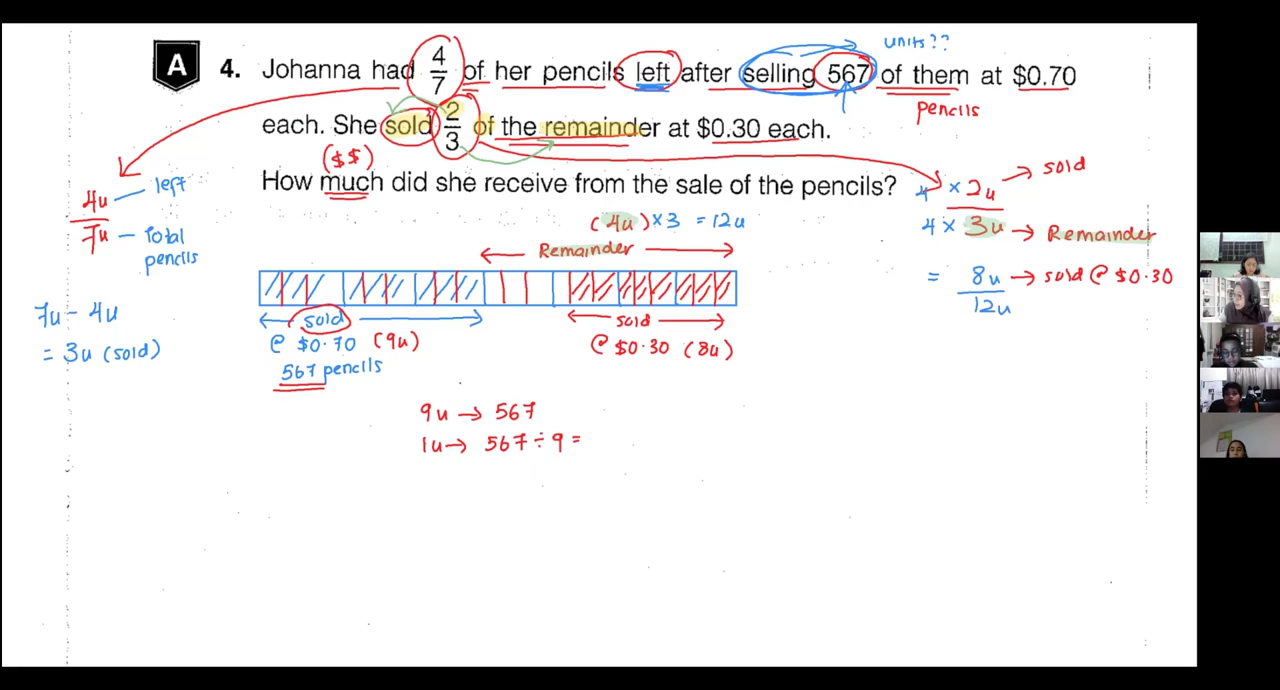 units??
A 4. Johanna had 4/7 of her pencils left after selling 567 of them at $0.70
pencils
each. She sold 2/3 of the remainder at $0.30 each.
($$)
How much did she receive from the sale of the pencils?
4u — left
7u — Total
pencils
4 × 2u → sold
4 × 3u → Remainder
= 8u → sold @ $0.30
12u
(4u) × 3 = 12u
Remainder
7u - 4u
= 3u (sold)
sold
@ $0.70 (9u)
567 pencils
sold
@ $0.30 (8u)
9u → 567
1u → 567 ÷ 9 =